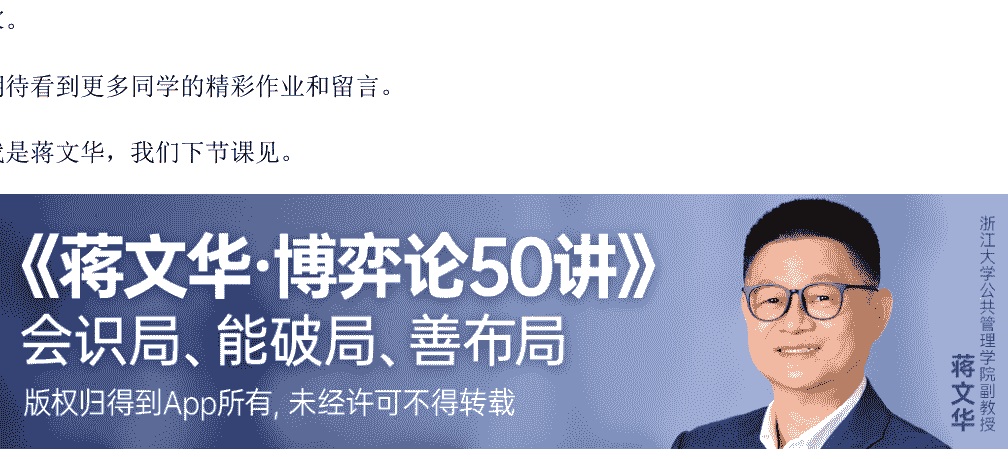 。
待看到更多同学的精彩作业和留言。
是蒋文华，我们下节课见。
《蒋文华·博弈论50讲》
会识局、能破局、善布局
版权归得到App所有, 未经许可不得转载
浙江大学公共管理学院副教授
蒋文华